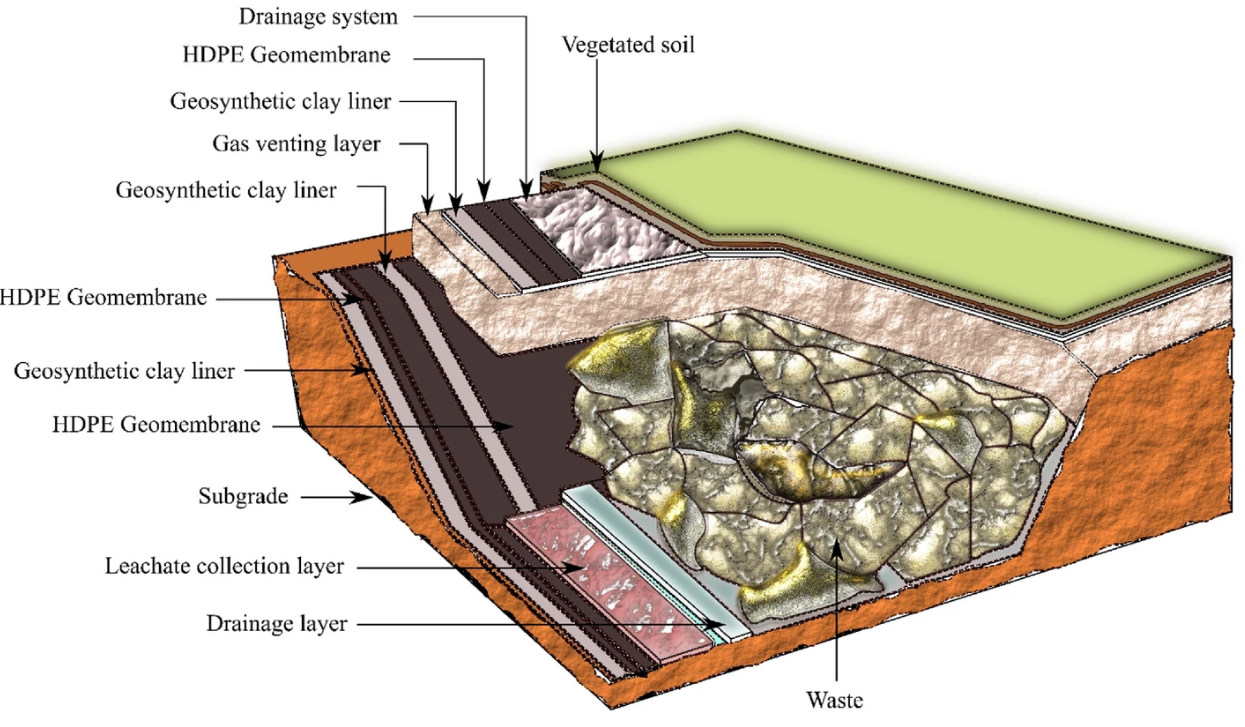 Drainage system
HDPE Geomembrane
Vegetated soil
Geosynthetic clay liner
Gas venting layer
Geosynthetic clay liner
HDPE Geomembrane
Geosynthetic clay liner
HDPE Geomembrane
Subgrade
Leachate collection layer
Drainage layer
Waste